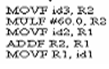 MOVF id3, R2
MULF #60.0, R2
MOVF id2, R1
ADDF R2, R1
MOVF R1, id1